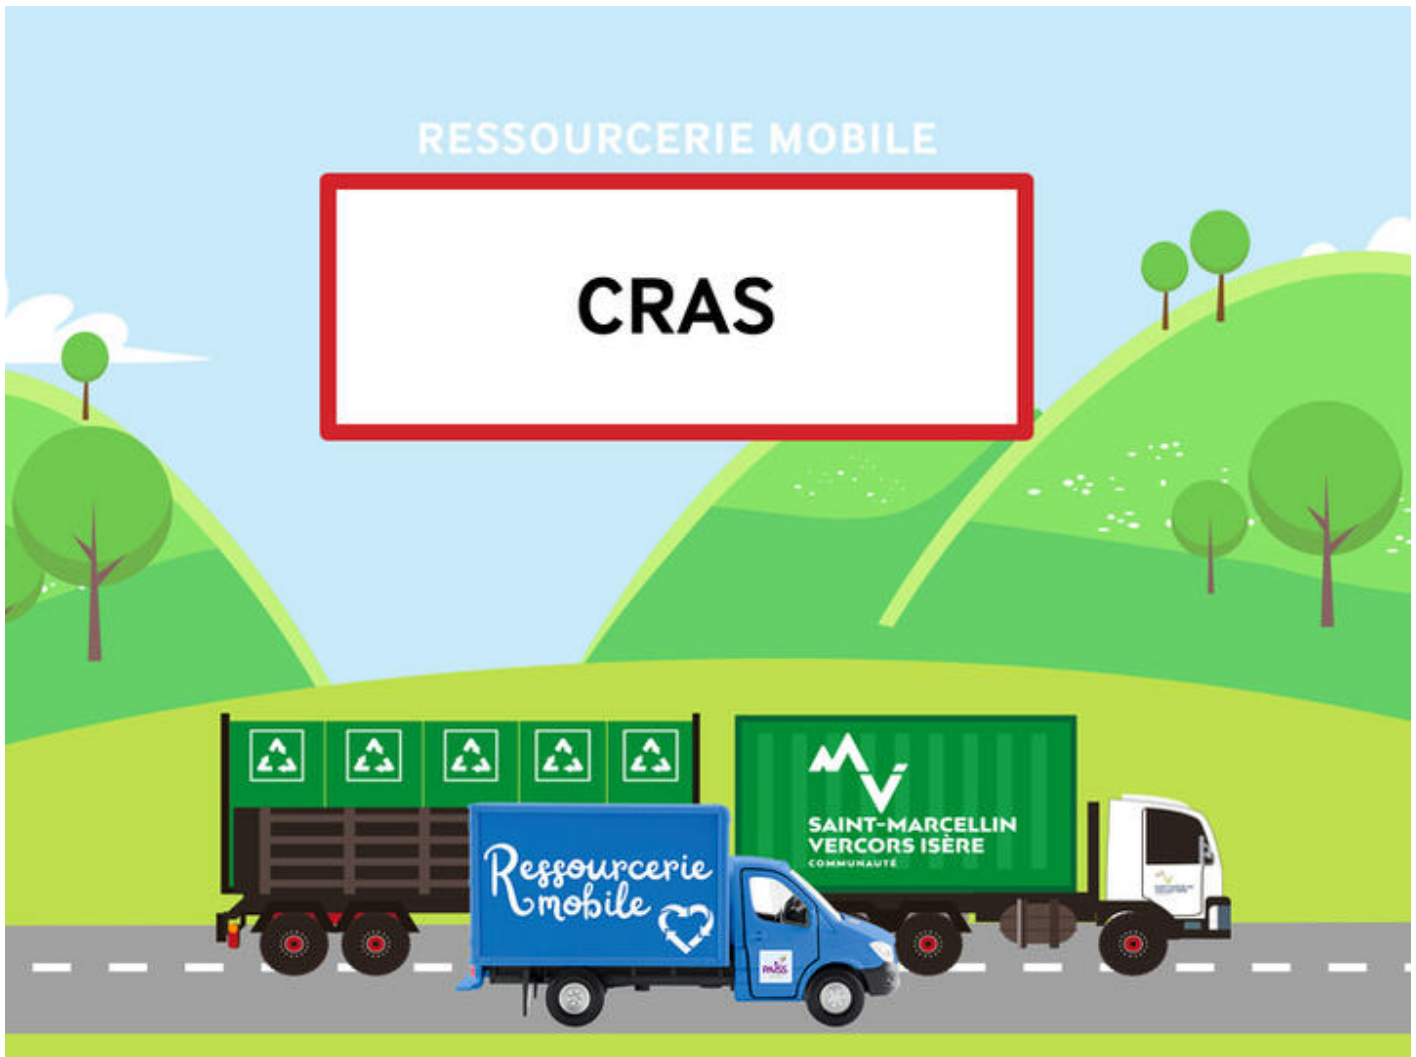 RESSOURCERIE MOBILE
CRAS
SAINT-MARCELLIN
VERCORS ISÈRE
COMMUNAUTÉ
Ressourcerie
mobile